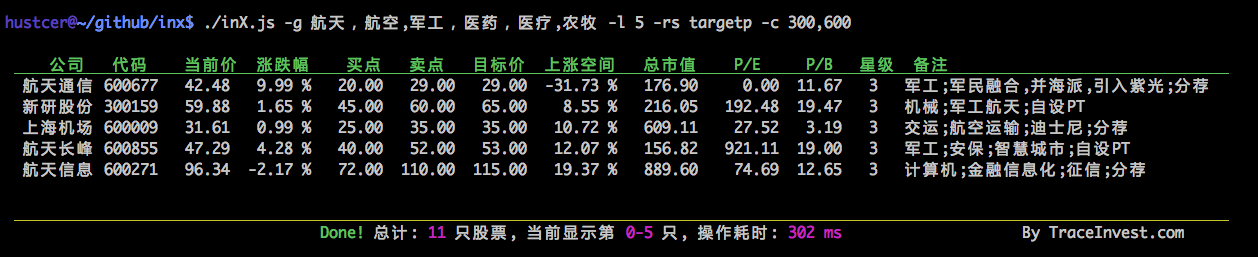 hustcer@~/github/inx$ ./inX.js -g 航天，航空,军工，医药，医疗,农牧 -l 5 -rs targetp -c 300,600
公司 代码 当前价 涨跌幅 买点 卖点 目标价 上涨空间 总市值 P/E P/B 星级 备注
航天通信 600677 42.48 9.99 % 20.00 29.00 29.00 -31.73 % 176.90 0.00 11.67 3 军工;军民融合,并海派,引入紫光;分荐
新研股份 300159 59.88 1.65 % 45.00 60.00 65.00 8.55 % 216.05 192.48 19.47 3 机械;军工航天;自设PT
上海机场 600009 31.61 0.99 % 25.00 35.00 35.00 10.72 % 609.11 27.52 3.19 3 交运;航空运输;迪士尼;分荐
航天长峰 600855 47.29 4.28 % 40.00 52.00 53.00 12.07 % 156.82 921.11 19.00 3 军工;安保;智慧城市;自设PT
航天信息 600271 96.34 -2.17 % 72.00 110.00 115.00 19.37 % 889.60 74.69 12.65 3 计算机;金融信息化;征信;分荐
Done! 总计: 11 只股票, 当前显示第 0-5 只, 操作耗时: 302 ms By TraceInvest.com